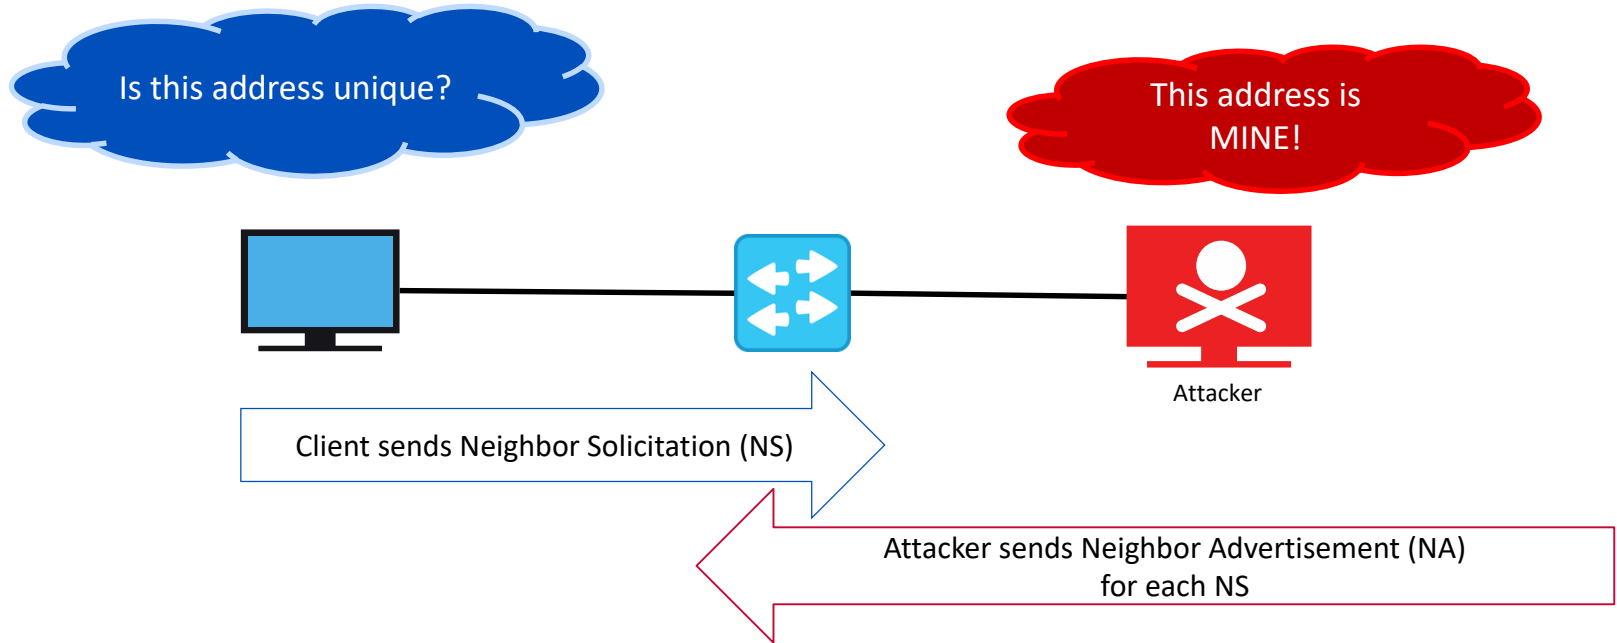 Is this address unique?
This address is
MINE!
Attacker
Client sends Neighbor Solicitation (NS)
Attacker sends Neighbor Advertisement (NA)
for each NS